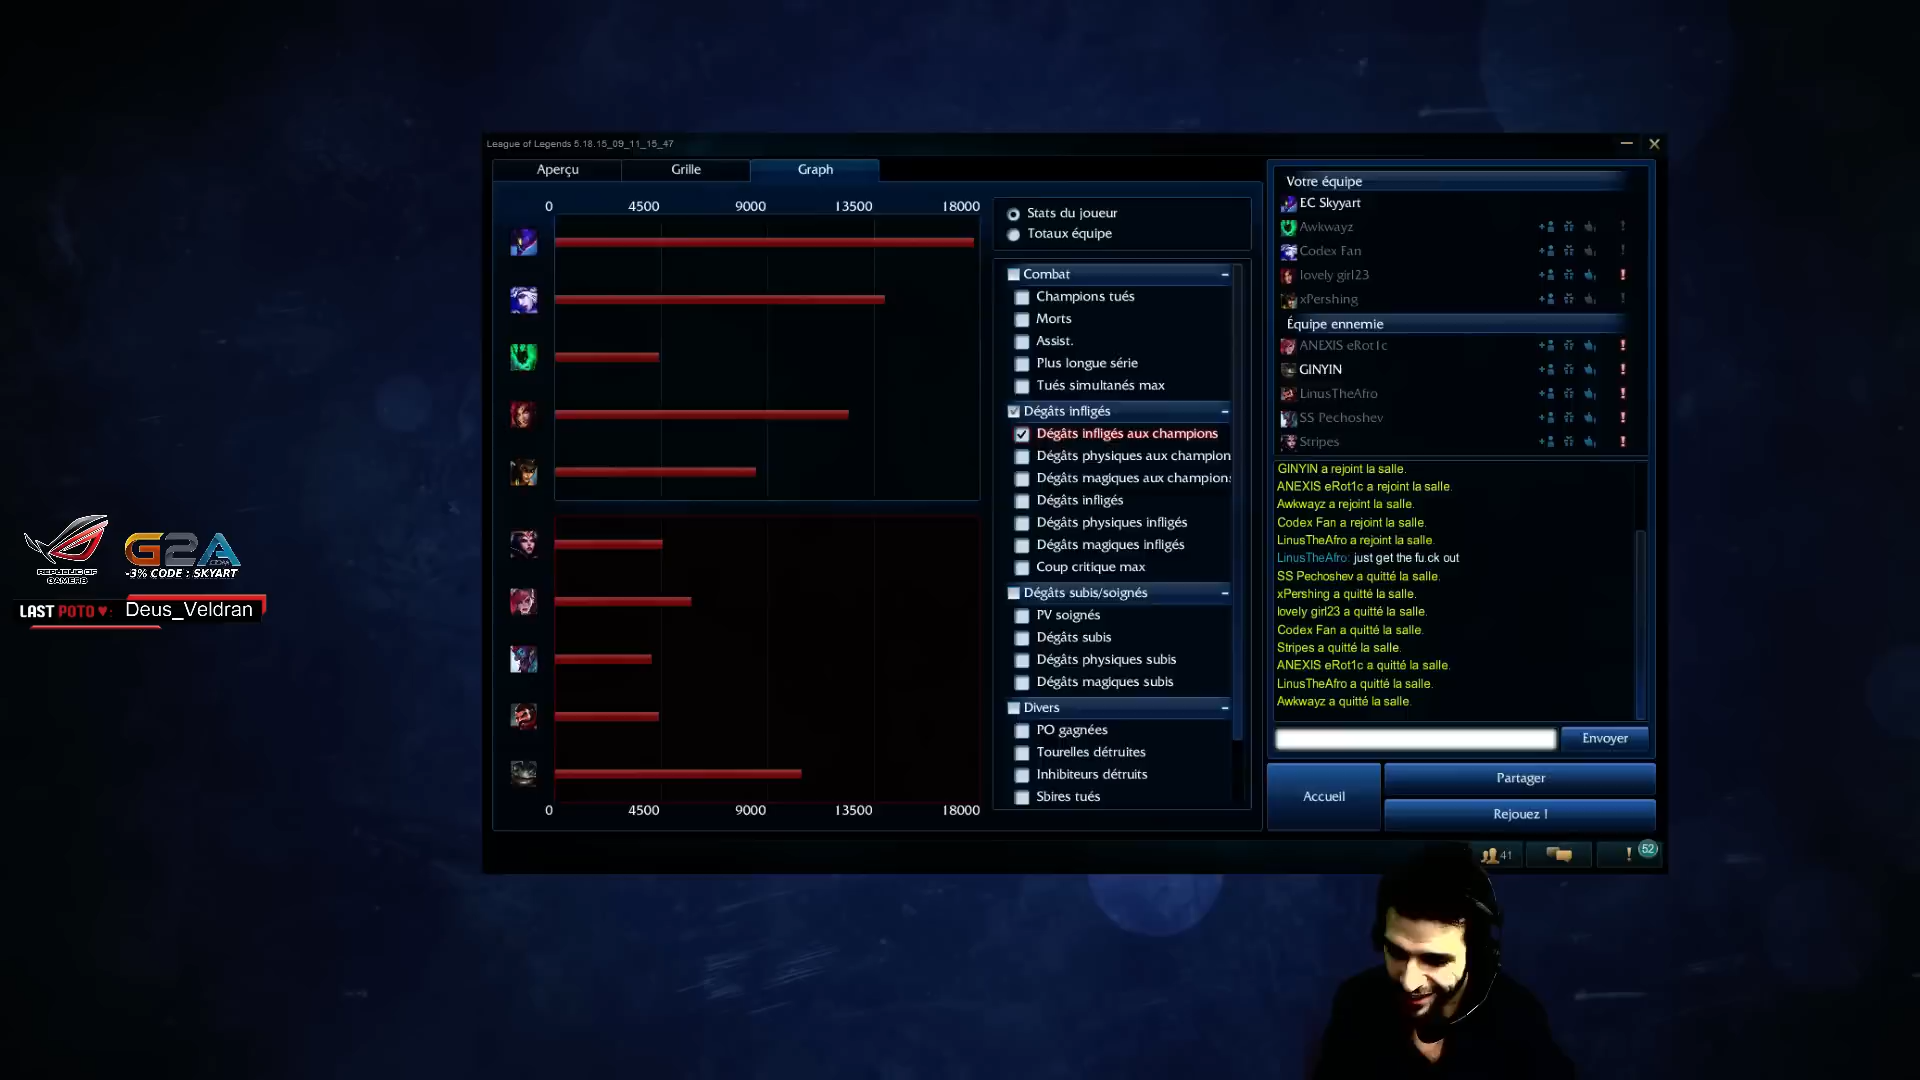 League of Legends 5.18.15_09_11_15_47
Aperçu
Grille
Graph
0 4500 9000 13500 18000
0 4500 9000 13500 18000
Stats du joueur
Totaux équipe
Combat
Champions tués
Morts
Assist.
Plus longue série
Tués simultanés max
Dégâts infligés
Dégâts infligés aux champions
Dégâts physiques aux champion
Dégâts magiques aux champions
Dégâts infligés
Dégâts physiques infligés
Dégâts magiques infligés
Coup critique max
Dégâts subis/soignés
PV soignés
Dégâts subis
Dégâts physiques subis
Dégâts magiques subis
Divers
PO gagnées
Tourelles détruites
Inhibiteurs détruits
Sbires tués
Votre équipe
EC Skyyart
Awkwayz
Codex Fan
lovely girl23
xPershing
Équipe ennemie
ANEXIS eRot1c
GINYIN
LinusTheAfro
SS Pechoshev
Stripes
GINYIN a rejoint la salle.
ANEXIS eRot1c a rejoint la salle.
Awkwayz a rejoint la salle.
Codex Fan a rejoint la salle.
LinusTheAfro a rejoint la salle.
LinusTheAfro: just get the fu.ck out
SS Pechoshev a quitté la salle.
xPershing a quitté la salle.
lovely girl23 a quitté la salle.
Codex Fan a quitté la salle.
Stripes a quitté la salle.
ANEXIS eRot1c a quitté la salle.
LinusTheAfro a quitté la salle.
Awkwayz a quitté la salle.
Envoyer
Accueil
Partager
Rejouez !
41
52
REPUBLIC OF
GAMERS
G2A
.COM
-3% CODE : SKYART
LAST POTO ♥: Deus_Veldran